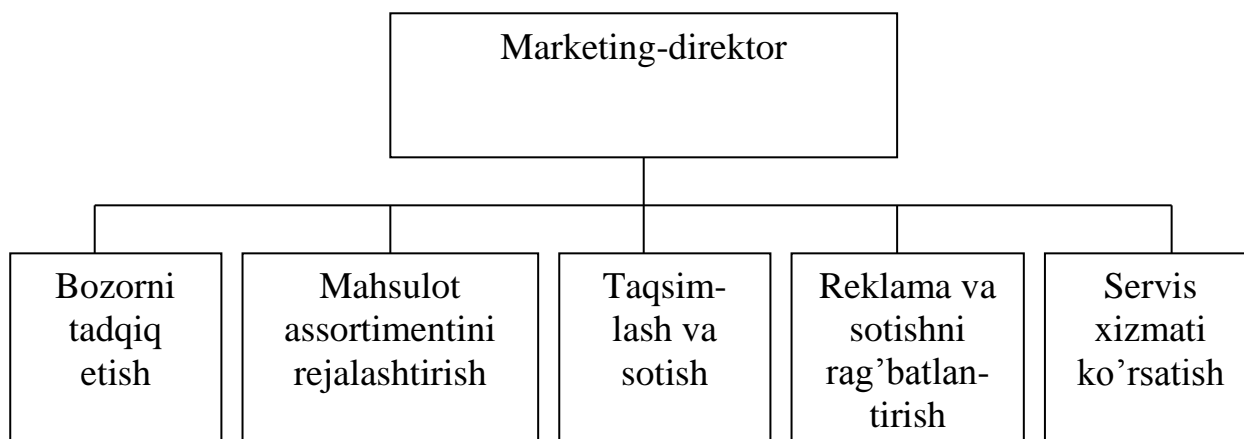 Marketing-direktor
Bozorni
tadqiq
etish
Mahsulot
assortimentini
rejalashtirish
Taqsim-
lash va
sotish
Reklama va
sotishni
rag’batlan-
tirish
Servis
xizmati
ko’rsatish